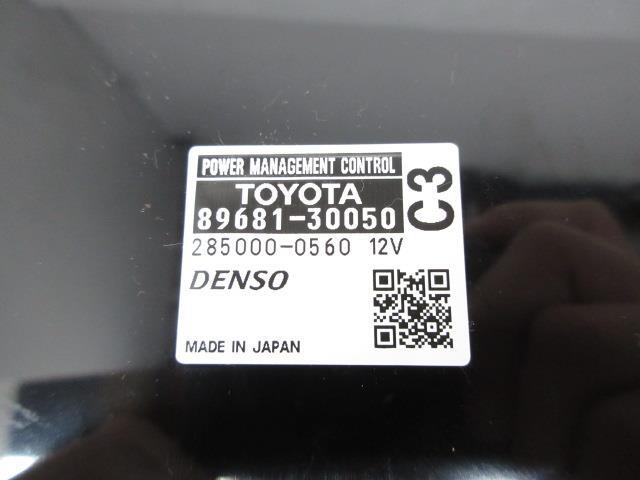 POWER MANAGEMENT CONTROL
TOYOTA
89681-30050
C3
285000-0560 12V
DENSO
MADE IN JAPAN